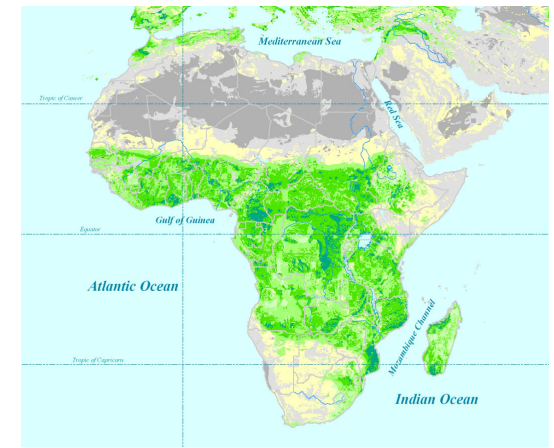 Mediterranean Sea
Tropic of Cancer
Red Sea
Gulf of Guinea
Equator
Atlantic Ocean
Mozambique Channel
Tropic of Capricorn
Indian Ocean